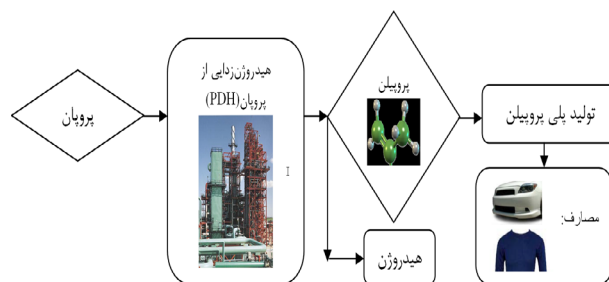 پروپان
هیدروژن‌زدایی از
پروپان(PDH)
پروپیلن
هیدروژن
تولید پلی پروپیلن
مصارف: